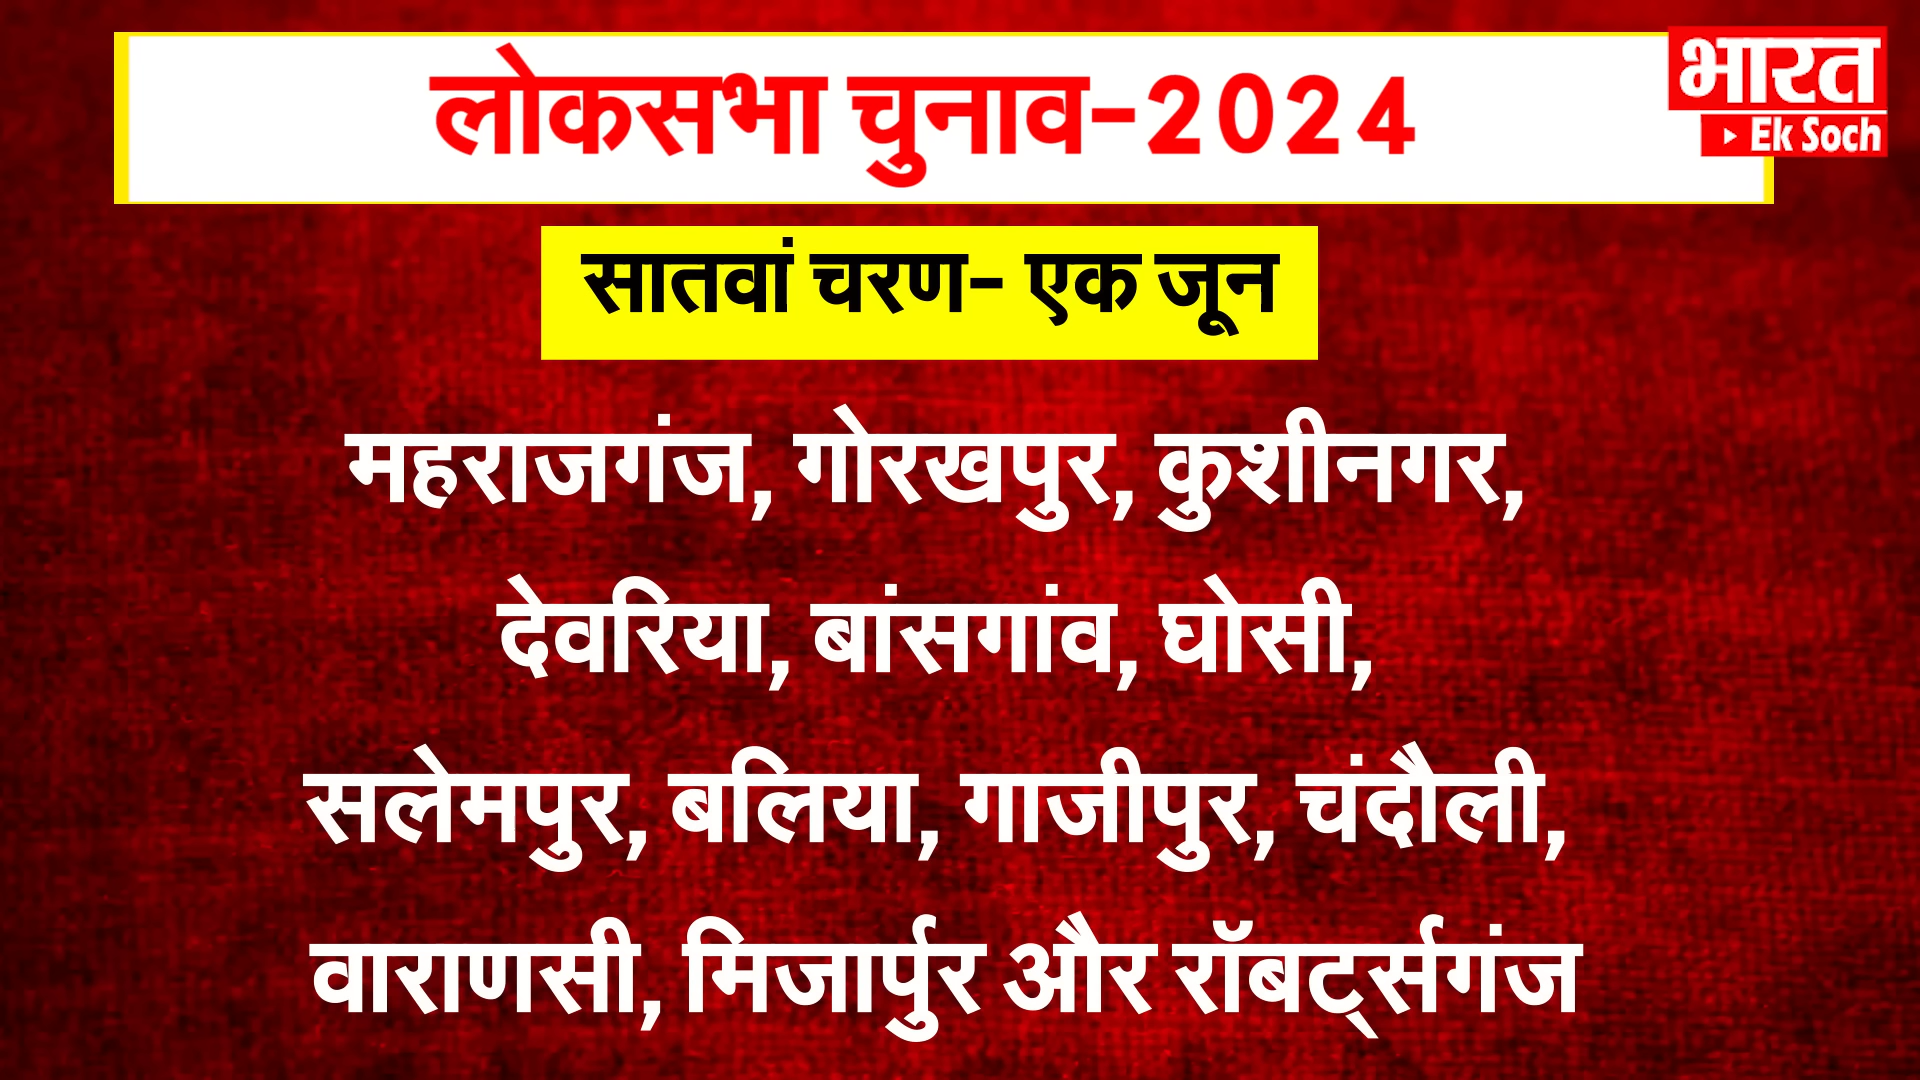 लोकसभा चुनाव-2024
भारत
Ek Soch
सातवां चरण- एक जून
महराजगंज, गोरखपुर, कुशीनगर,
देवरिया, बांसगांव, घोसी,
सलेमपुर, बलिया, गाजीपुर, चंदौली,
वाराणसी, मिजार्पुर और रॉबट्र्सगंज